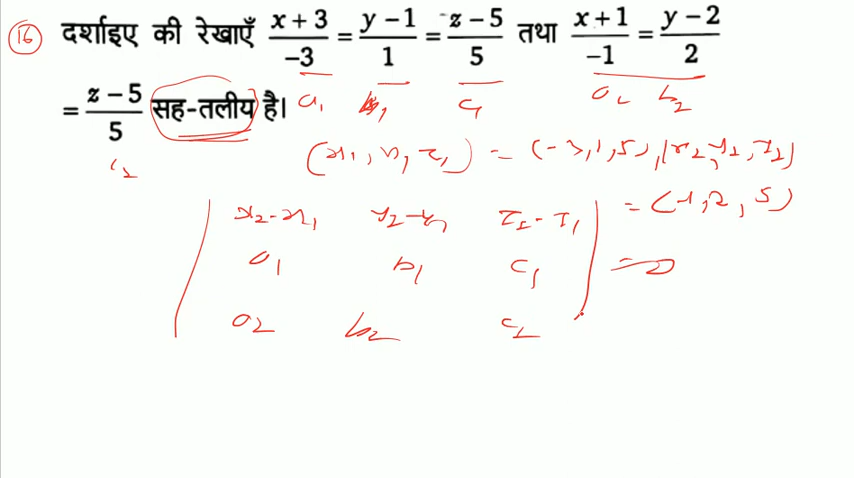 16 दर्शाइए की रेखाएँ (x+3)/(-3) = (y-1)/1 = (z-5)/5 तथा (x+1)/(-1) = (y-2)/2
= (z-5)/5 सह-तलीय है।
a₁ b₁ c₁ a₂ b₂
c₂
(x₁, y₁, z₁) = (-3,1,5), (x₂, y₂, z₂)
= (-1,2,5)
| x₂-x₁ y₂-y₁ z₂-z₁ |
| a₁ b₁ c₁ | = 0
| a₂ b₂ c₂ |